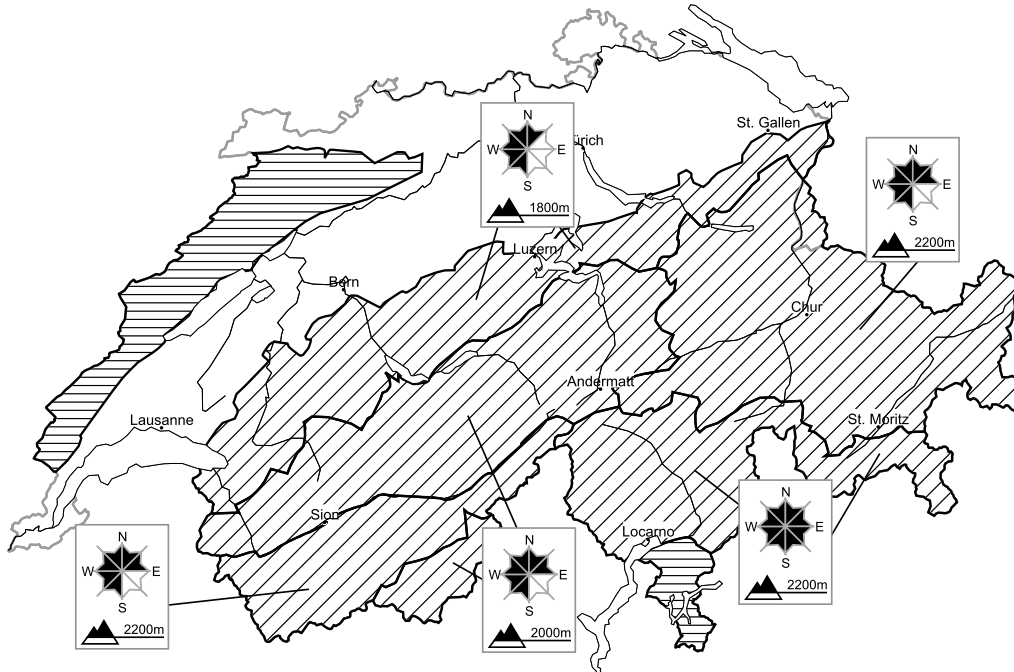 St. Gallen
ürich
N
W E
S
1800m
N
W E
S
2200m
Luzern
Bern
Chur
Andermatt
Lausanne
St. Moritz
Sion
Locarno
N
W E
S
2200m
N
W E
S
2200m
N
W E
S
2000m